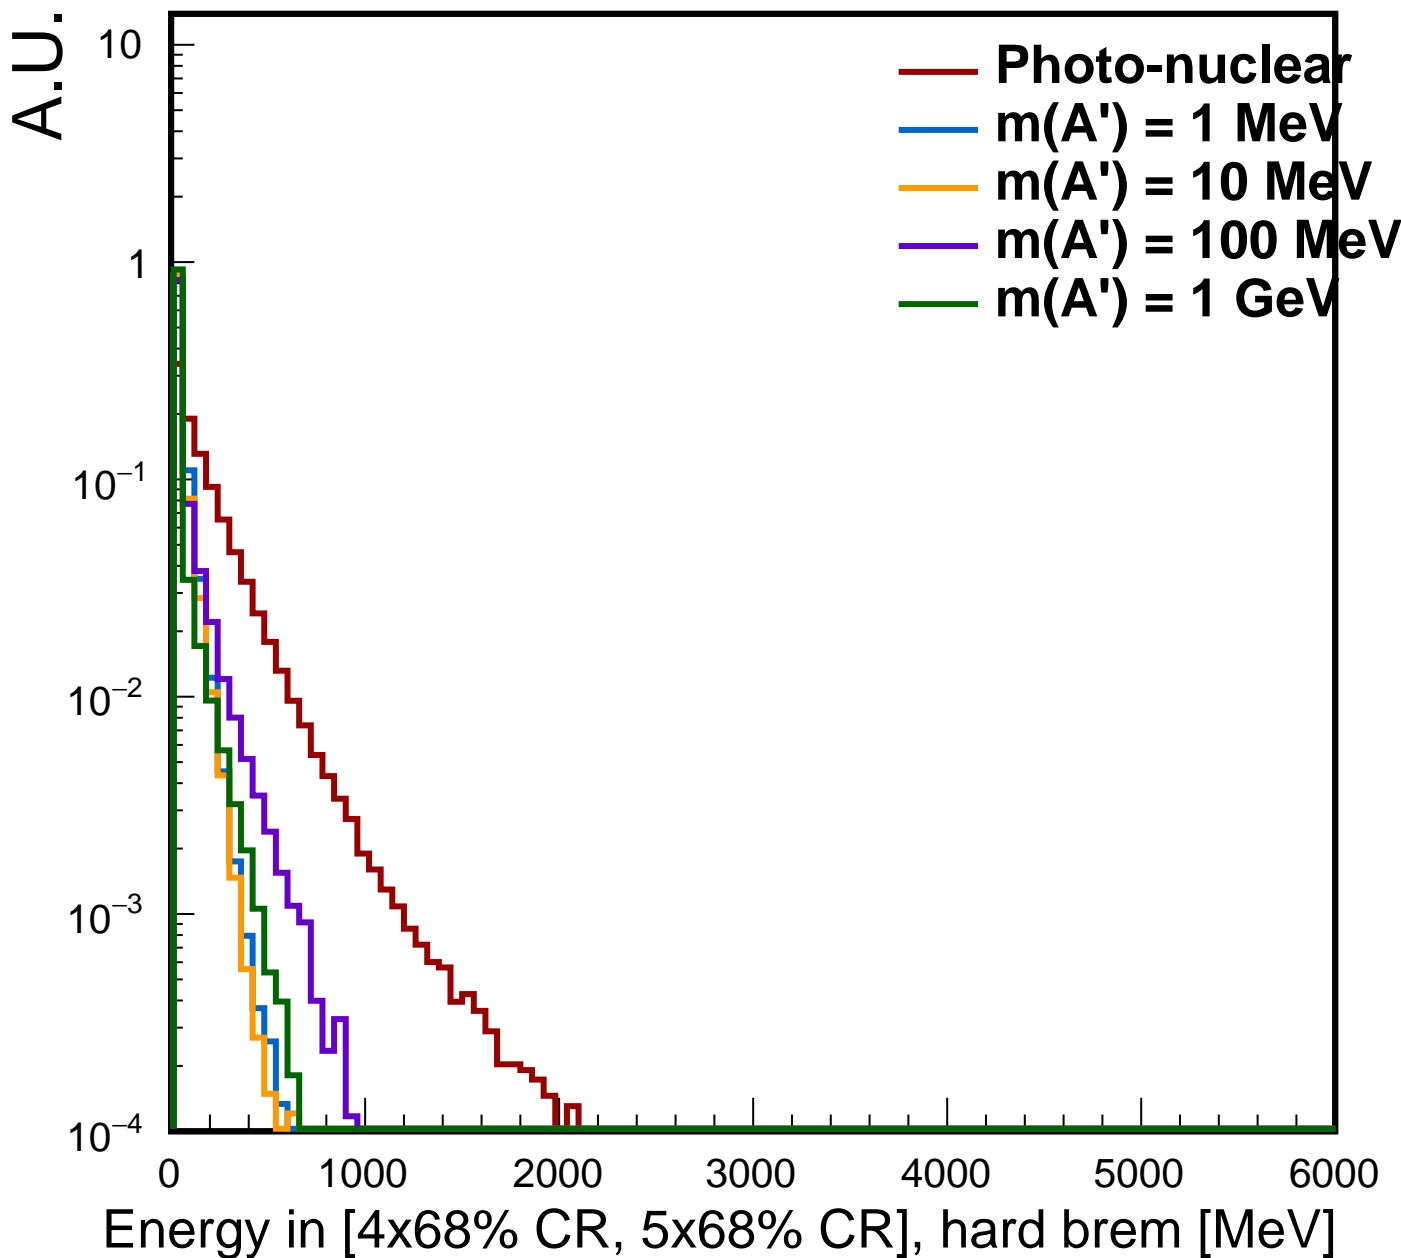 A.U.
10
1
10⁻¹
10⁻²
10⁻³
10⁻⁴
Photo-nuclear
m(A') = 1 MeV
m(A') = 10 MeV
m(A') = 100 MeV
m(A') = 1 GeV
0 1000 2000 3000 4000 5000 6000
Energy in [4x68% CR, 5x68% CR], hard brem [MeV]